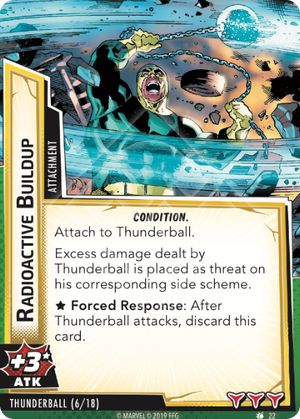 RADIOACTIVE BUILDUP
ATTACHMENT
CONDITION.
Attach to Thunderball.
Excess damage dealt by
Thunderball is placed as threat on
his corresponding side scheme.
★ Forced Response: After
Thunderball attacks, discard this
card.
+3★
ATK
THUNDERBALL (6/18)
© MARVEL © 2019 FFG
22